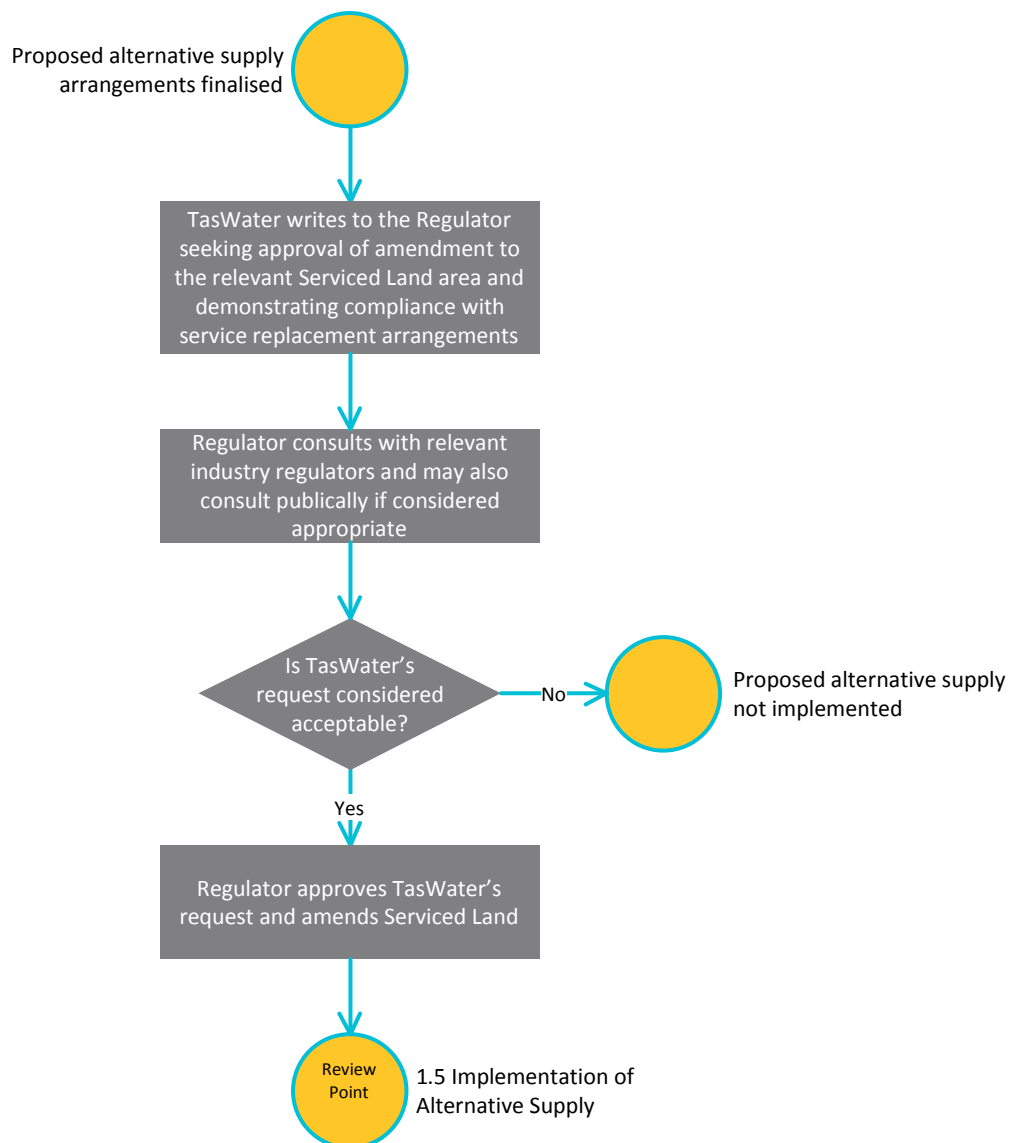 Proposed alternative supply
arrangements finalised
TasWater writes to the Regulator
seeking approval of amendment to
the relevant Serviced Land area and
demonstrating compliance with
service replacement arrangements
Regulator consults with relevant
industry regulators and may also
consult publically if considered
appropriate
Is TasWater’s
request considered
acceptable?
No
Proposed alternative supply
not implemented
Yes
Regulator approves TasWater’s
request and amends Serviced Land
Review
Point
1.5 Implementation of
Alternative Supply